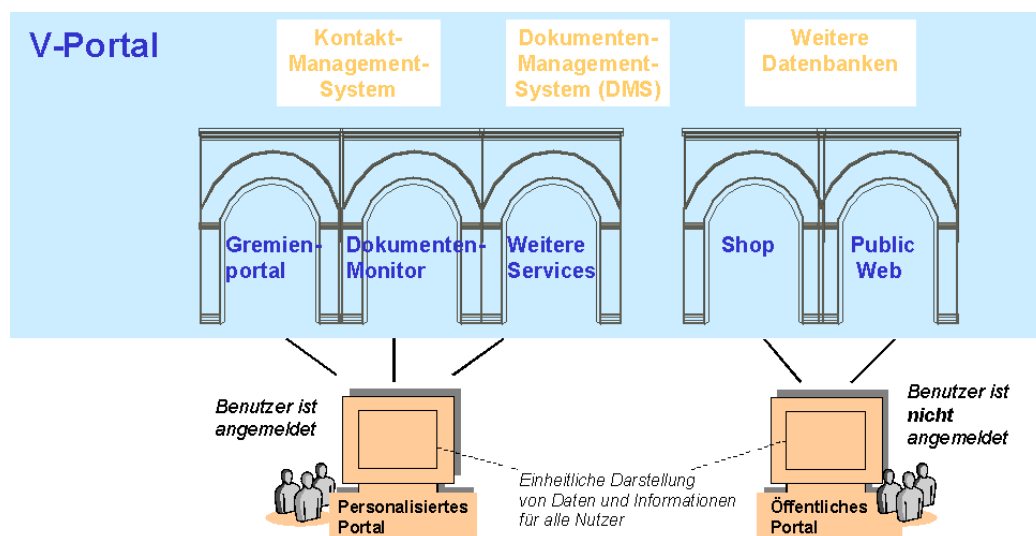 V-Portal
Kontakt-
Management-
System
Dokumenten-
Management-
System (DMS)
Weitere
Datenbanken
Gremien-
portal
Dokumenten-
Monitor
Weitere
Services
Shop
Public
Web
Benutzer ist
angemeldet
Benutzer ist
nicht
angemeldet
Einheitliche Darstellung
von Daten und Informationen
für alle Nutzer
Personalisiertes
Portal
Öffentliches
Portal